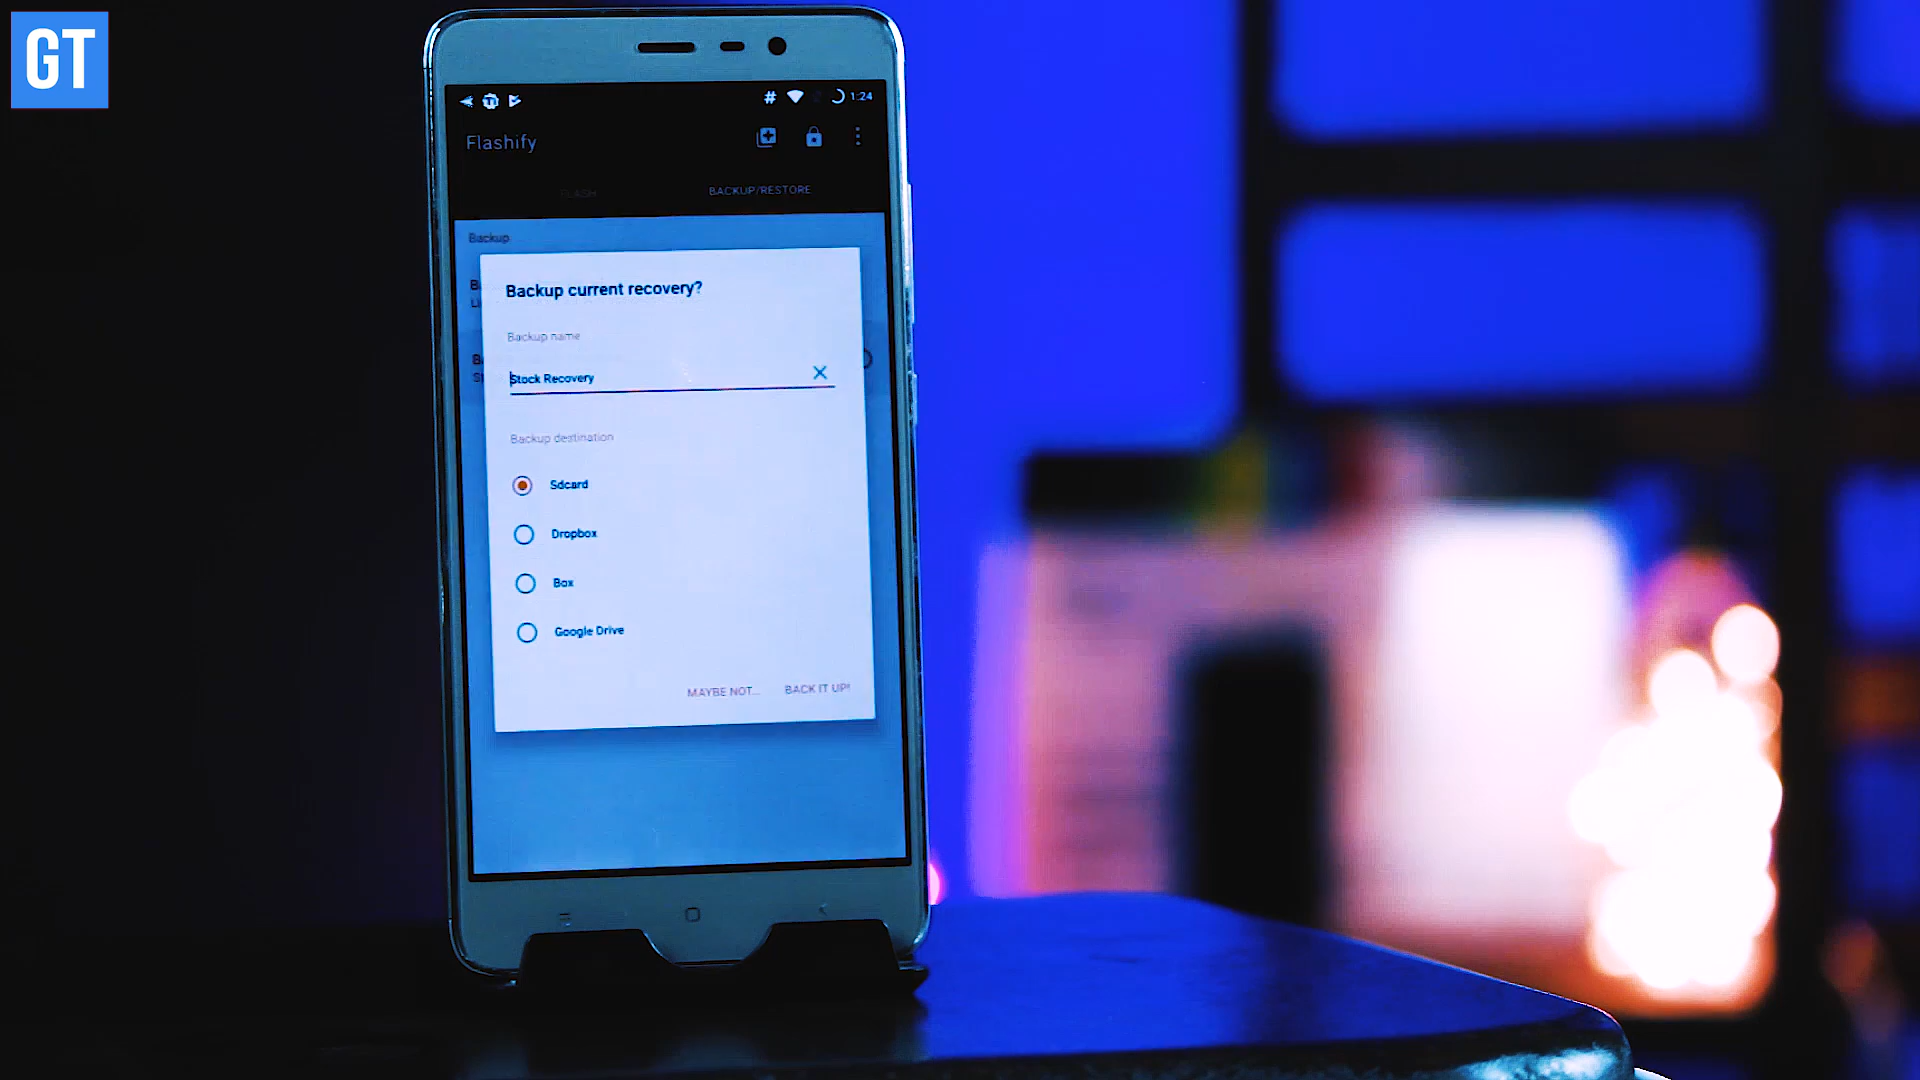 GT
# 1:24
Flashify
FLASH BACKUP/RESTORE
Backup
Backup current recovery?
Backup name
Stock Recovery
Backup destination
Sdcard
Dropbox
Box
Google Drive
MAYBE NOT... BACK IT UP!